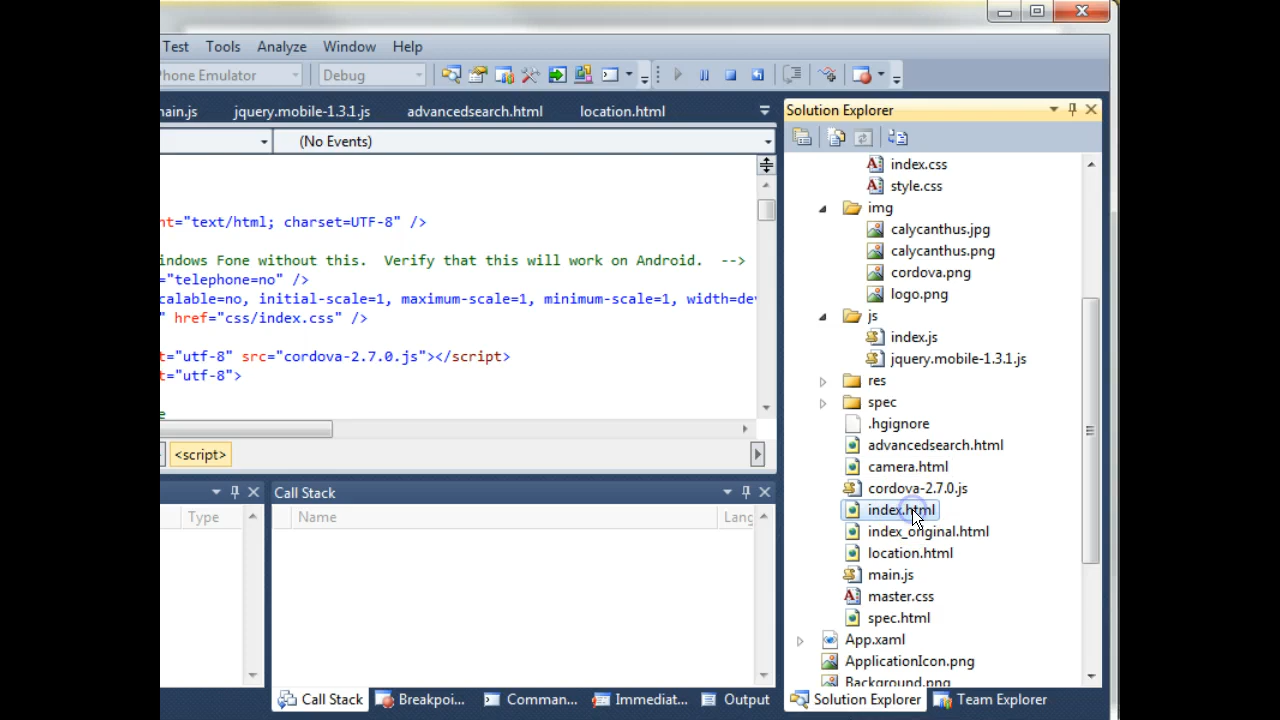 Test Tools Analyze Window Help
Phone Emulator Debug
main.js jquery.mobile-1.3.1.js advancedsearch.html location.html
(No Events)
nt="text/html; charset=UTF-8" />
indows Fone without this. Verify that this will work on Android. -->
="telephone=no" />
calable=no, initial-scale=1, maximum-scale=1, minimum-scale=1, width=dev
" href="css/index.css" />
t="utf-8" src="cordova-2.7.0.js"></script>
t="utf-8">
e
<script>
Type
Call Stack
Name Lang
Call Stack Breakpoi... Comman... Immediat... Output
Solution Explorer
index.css
style.css
img
calycanthus.jpg
calycanthus.png
cordova.png
logo.png
js
index.js
jquery.mobile-1.3.1.js
res
spec
.hgignore
advancedsearch.html
camera.html
cordova-2.7.0.js
index.html
index_original.html
location.html
main.js
master.css
spec.html
App.xaml
ApplicationIcon.png
Background.png
Solution Explorer Team Explorer